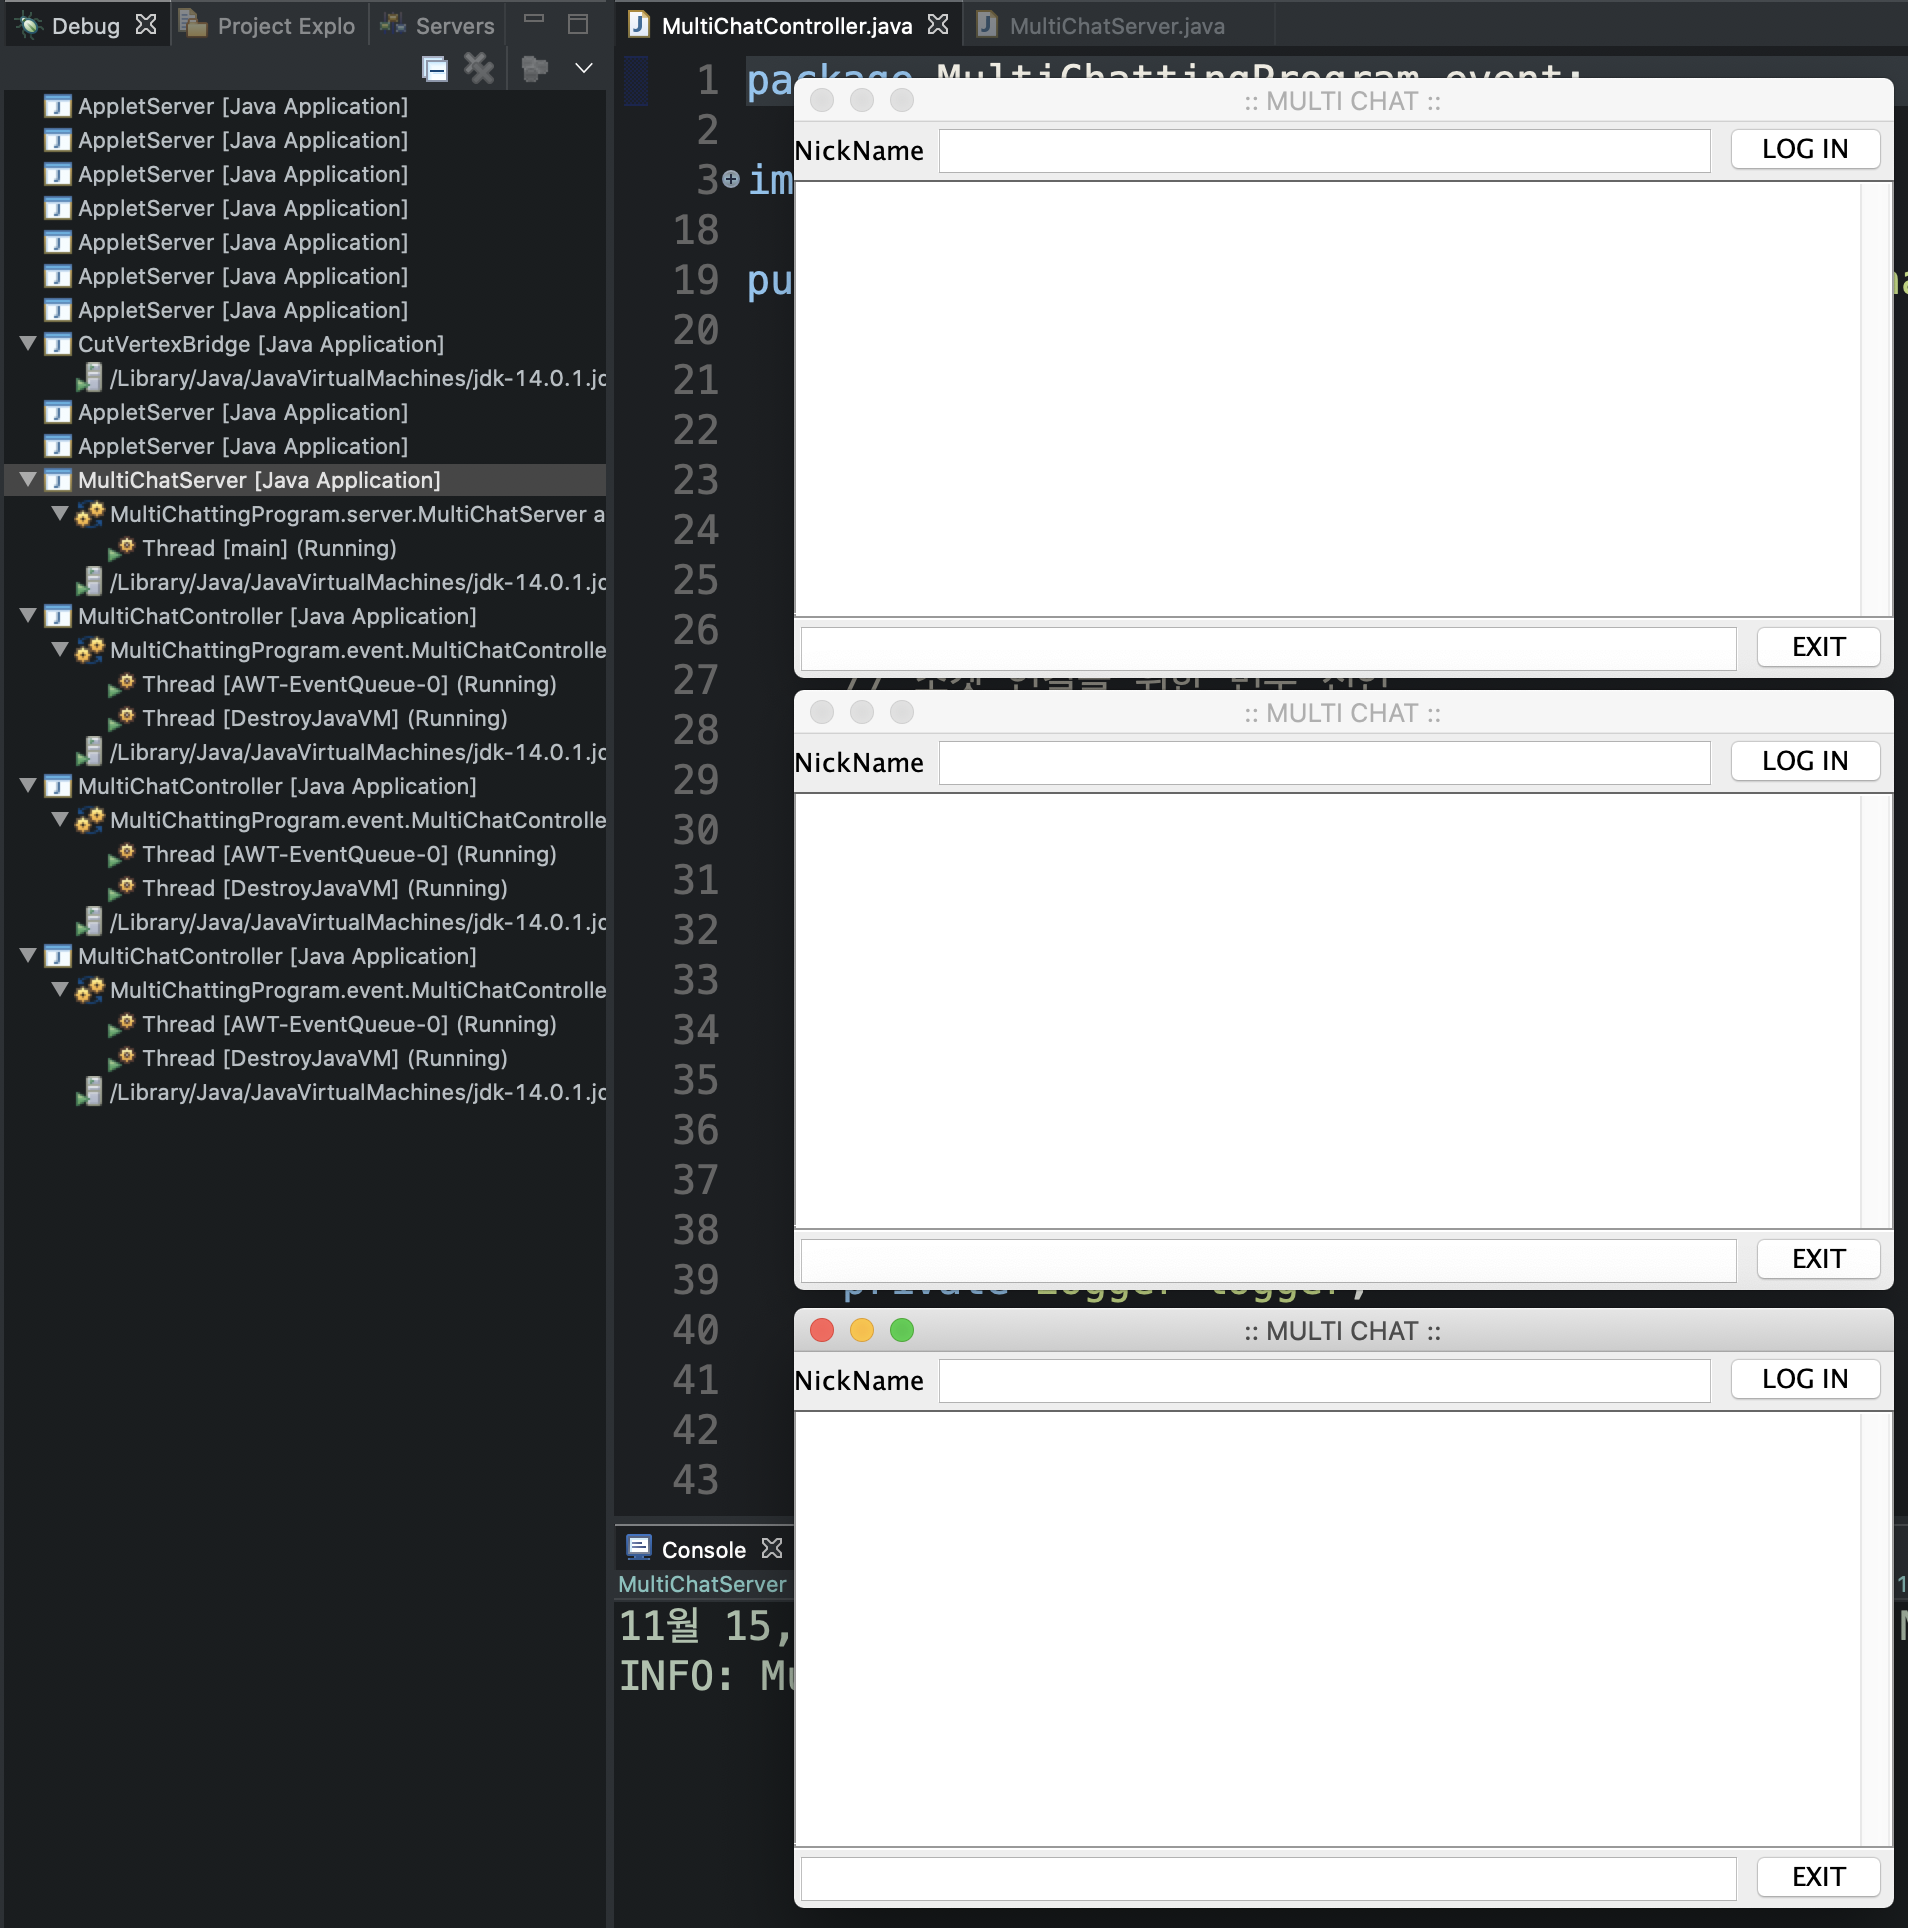 Debug
Project Explo
Servers
AppletServer [Java Application]
AppletServer [Java Application]
AppletServer [Java Application]
AppletServer [Java Application]
AppletServer [Java Application]
AppletServer [Java Application]
AppletServer [Java Application]
CutVertexBridge [Java Application]
/Library/Java/JavaVirtualMachines/jdk-14.0.1.jd
AppletServer [Java Application]
AppletServer [Java Application]
MultiChatServer [Java Application]
MultiChattingProgram.server.MultiChatServer a
Thread [main] (Running)
/Library/Java/JavaVirtualMachines/jdk-14.0.1.jd
MultiChatController [Java Application]
MultiChattingProgram.event.MultiChatControlle
Thread [AWT-EventQueue-0] (Running)
Thread [DestroyJavaVM] (Running)
/Library/Java/JavaVirtualMachines/jdk-14.0.1.jd
MultiChatController [Java Application]
MultiChattingProgram.event.MultiChatControlle
Thread [AWT-EventQueue-0] (Running)
Thread [DestroyJavaVM] (Running)
/Library/Java/JavaVirtualMachines/jdk-14.0.1.jd
MultiChatController [Java Application]
MultiChattingProgram.event.MultiChatControlle
Thread [AWT-EventQueue-0] (Running)
Thread [DestroyJavaVM] (Running)
/Library/Java/JavaVirtualMachines/jdk-14.0.1.jd
MultiChatController.java
MultiChatServer.java
1 package MultiChattingProgram.event;
2
3 im
18
19 pu
20
21
22
23
24
25
26
27
28
29
30
31
32
33
34
35
36
37
38
39 private Logger logger;
40
41
42
43
:: MULTI CHAT ::
NickName
LOG IN
EXIT
:: MULTI CHAT ::
NickName
LOG IN
EXIT
:: MULTI CHAT ::
NickName
LOG IN
EXIT
Console
MultiChatServer
11월 15,
INFO: Mu